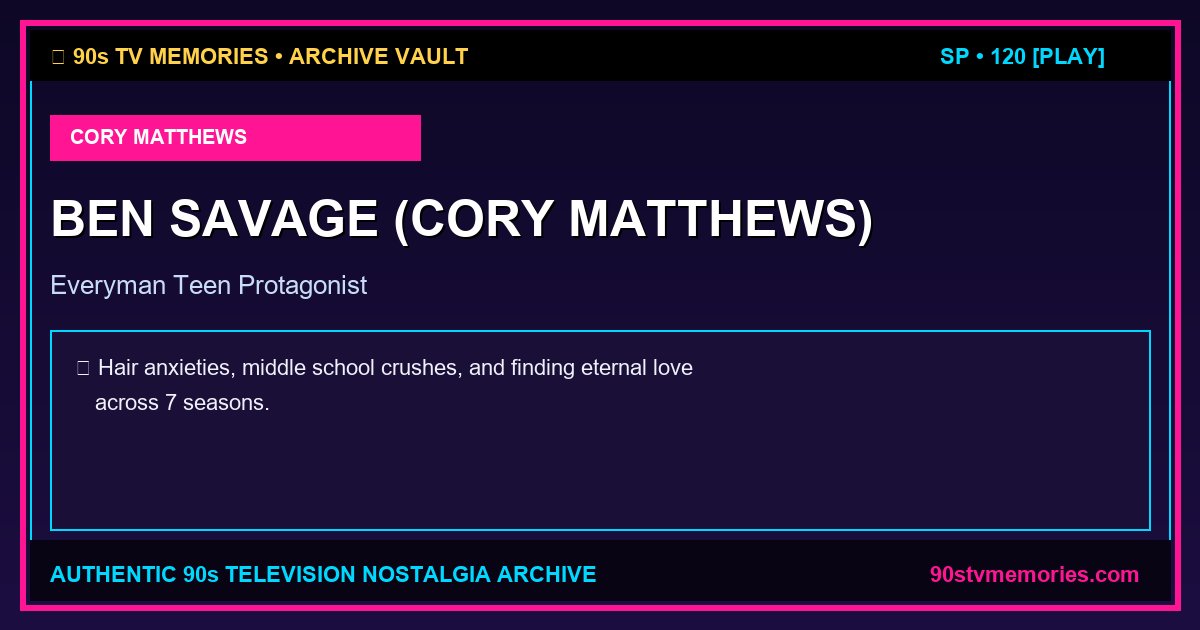 90s TV MEMORIES • ARCHIVE VAULT
SP • 120 [PLAY]
CORY MATTHEWS
BEN SAVAGE (CORY MATTHEWS)
Everyman Teen Protagonist
Hair anxieties, middle school crushes, and finding eternal love
across 7 seasons.
AUTHENTIC 90s TELEVISION NOSTALGIA ARCHIVE
90stvmemories.com